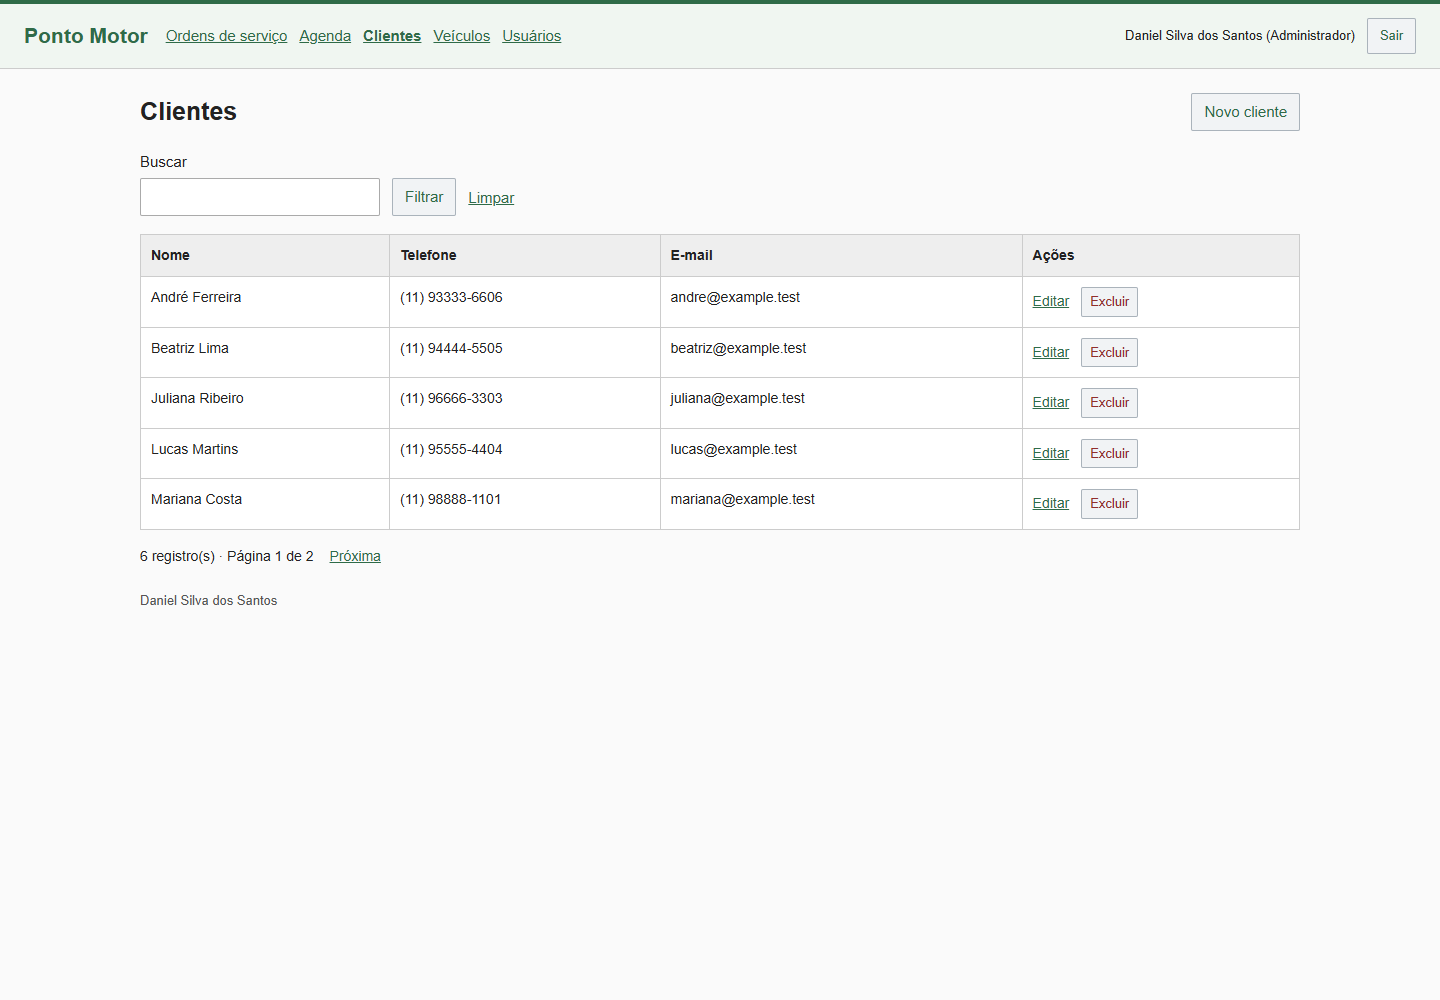 Ponto Motor Ordens de serviço Agenda Clientes Veículos Usuários Daniel Silva dos Santos (Administrador) Sair
Clientes Novo cliente
Buscar
Filtrar Limpar
Nome Telefone E-mail Ações
André Ferreira (11) 93333-6606 andre@example.test Editar Excluir
Beatriz Lima (11) 94444-5505 beatriz@example.test Editar Excluir
Juliana Ribeiro (11) 96666-3303 juliana@example.test Editar Excluir
Lucas Martins (11) 95555-4404 lucas@example.test Editar Excluir
Mariana Costa (11) 98888-1101 mariana@example.test Editar Excluir
6 registro(s) · Página 1 de 2 Próxima
Daniel Silva dos Santos